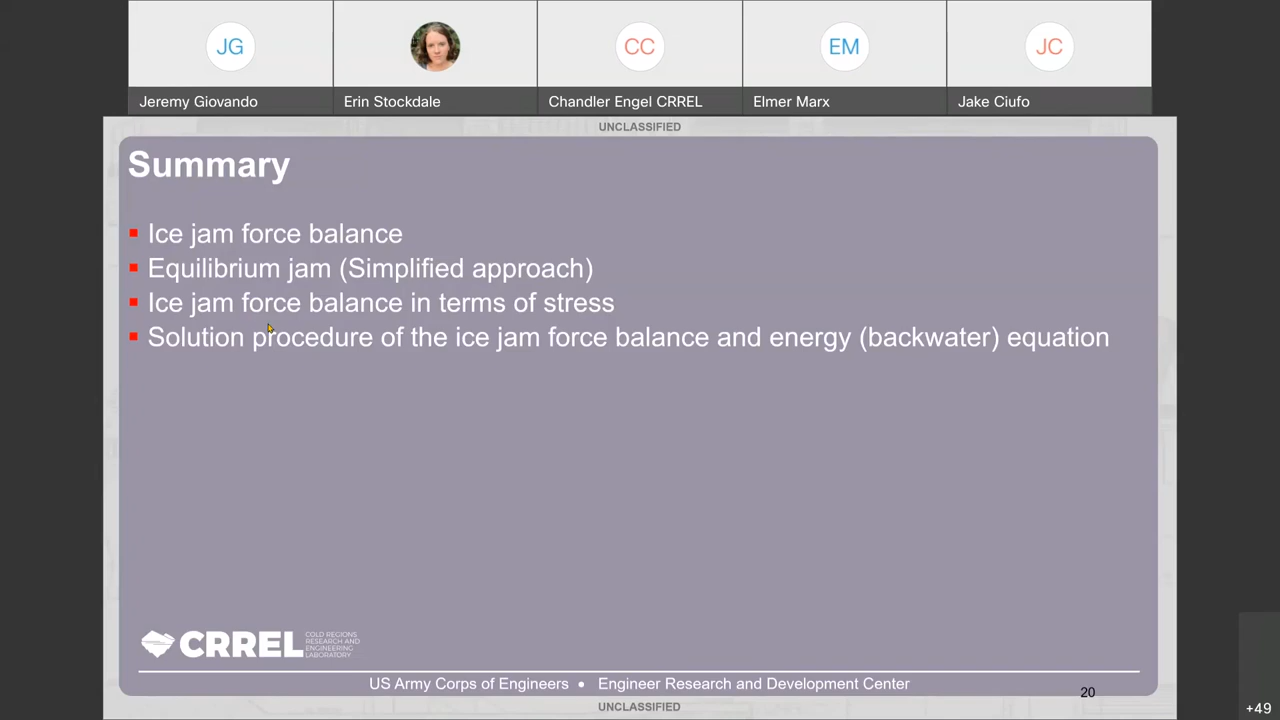 JG
CC
EM
JC
Jeremy Giovando
Erin Stockdale
Chandler Engel CRREL
Elmer Marx
Jake Ciufo
UNCLASSIFIED
Summary
Ice jam force balance
Equilibrium jam (Simplified approach)
Ice jam force balance in terms of stress
Solution procedure of the ice jam force balance and energy (backwater) equation
CRREL
COLD REGIONS
RESEARCH AND
ENGINEERING
LABORATORY
US Army Corps of Engineers • Engineer Research and Development Center
20
UNCLASSIFIED
+49